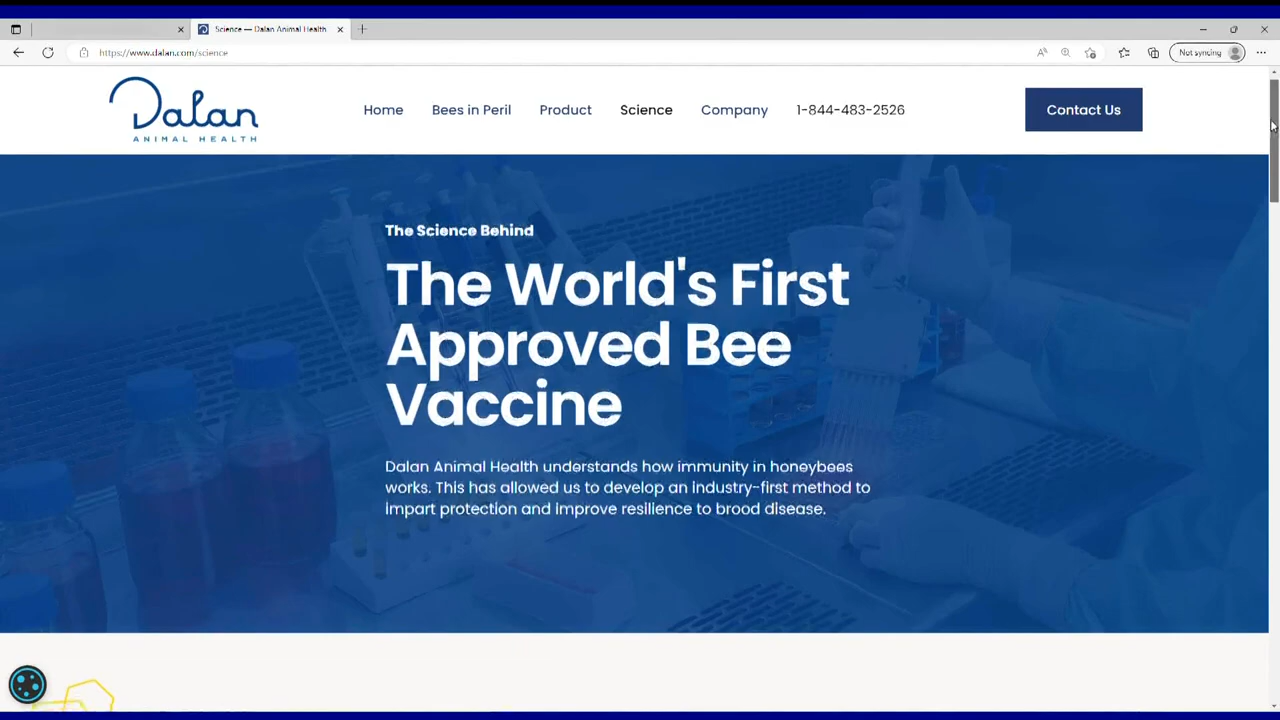 Science — Dalan Animal Health
https://www.dalan.com/science
Not syncing
Dalan
ANIMAL HEALTH
Home
Bees in Peril
Product
Science
Company
1-844-483-2526
Contact Us
The Science Behind
The World's First
Approved Bee
Vaccine
Dalan Animal Health understands how immunity in honeybees
works. This has allowed us to develop an industry-first method to
impart protection and improve resilience to brood disease.